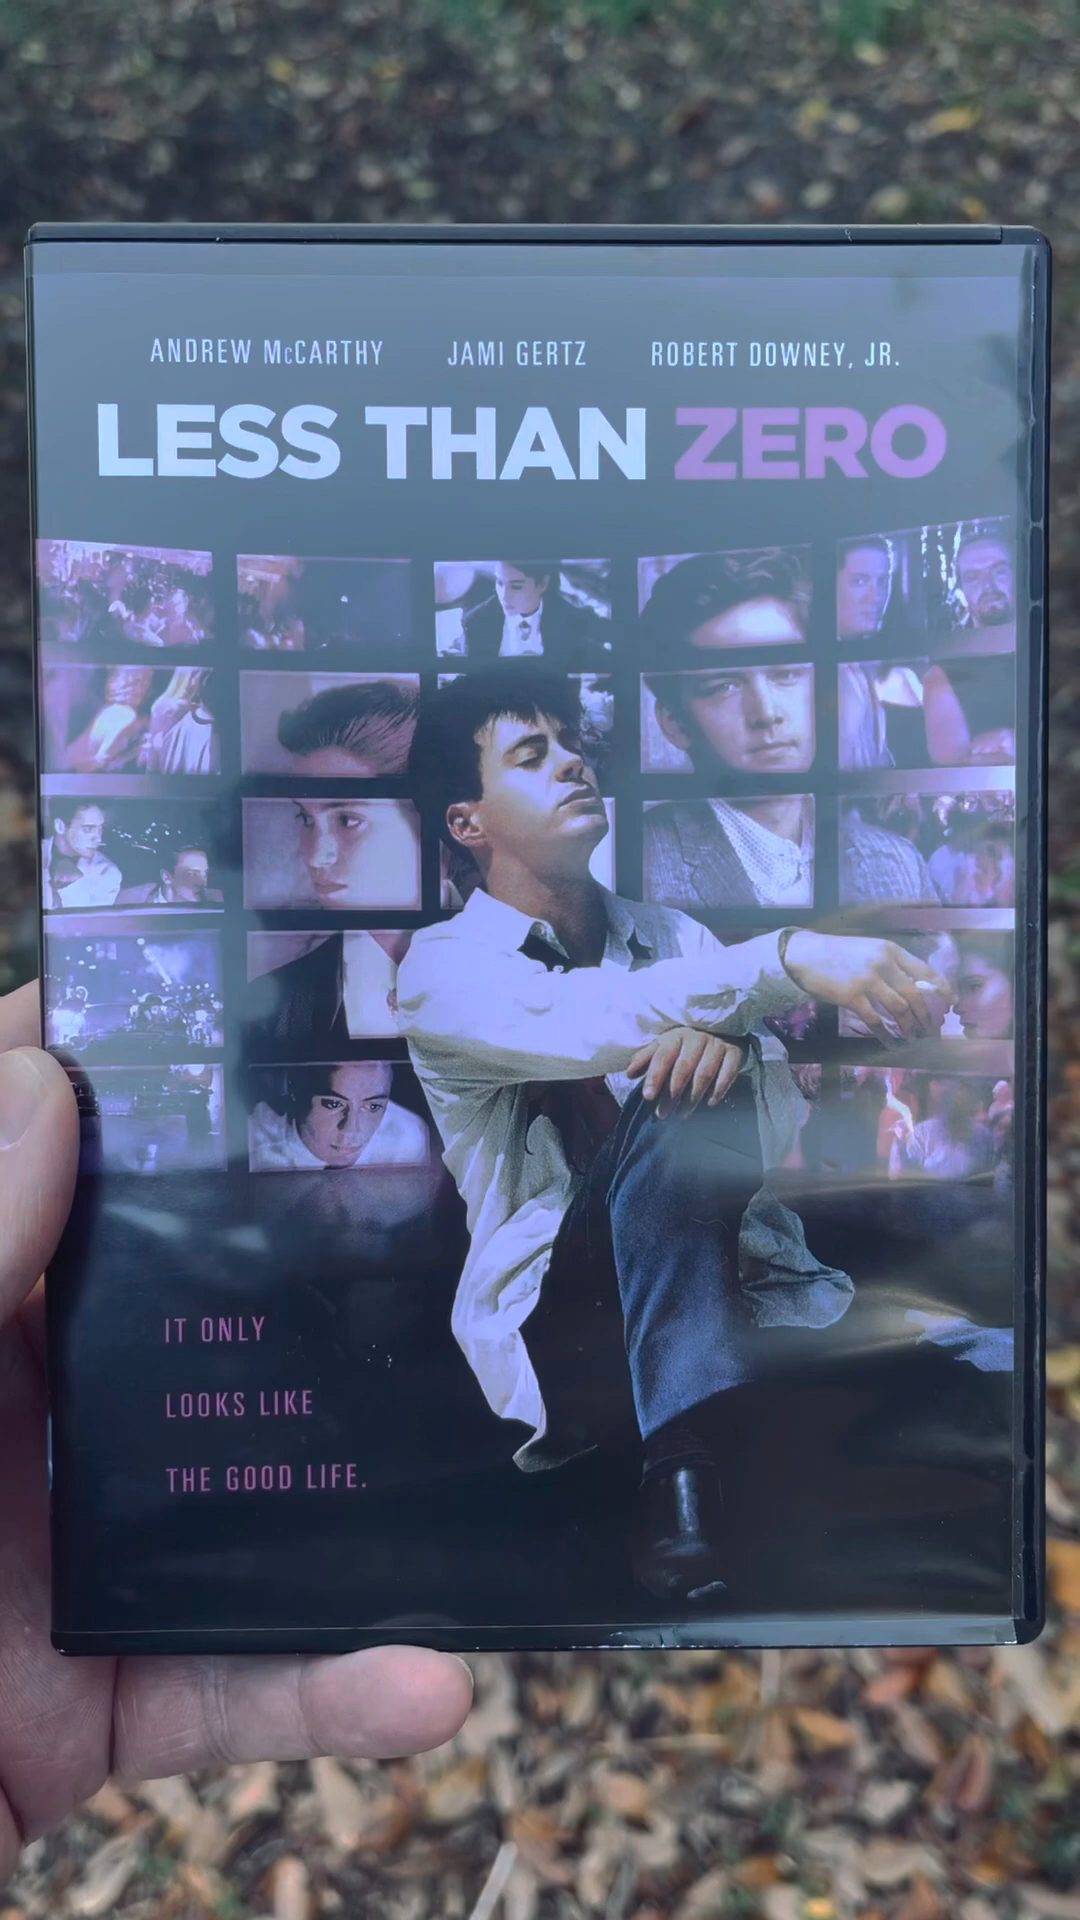 ANDREW McCARTHY JAMI GERTZ ROBERT DOWNEY, JR.
LESS THAN ZERO
IT ONLY
LOOKS LIKE
THE GOOD LIFE.